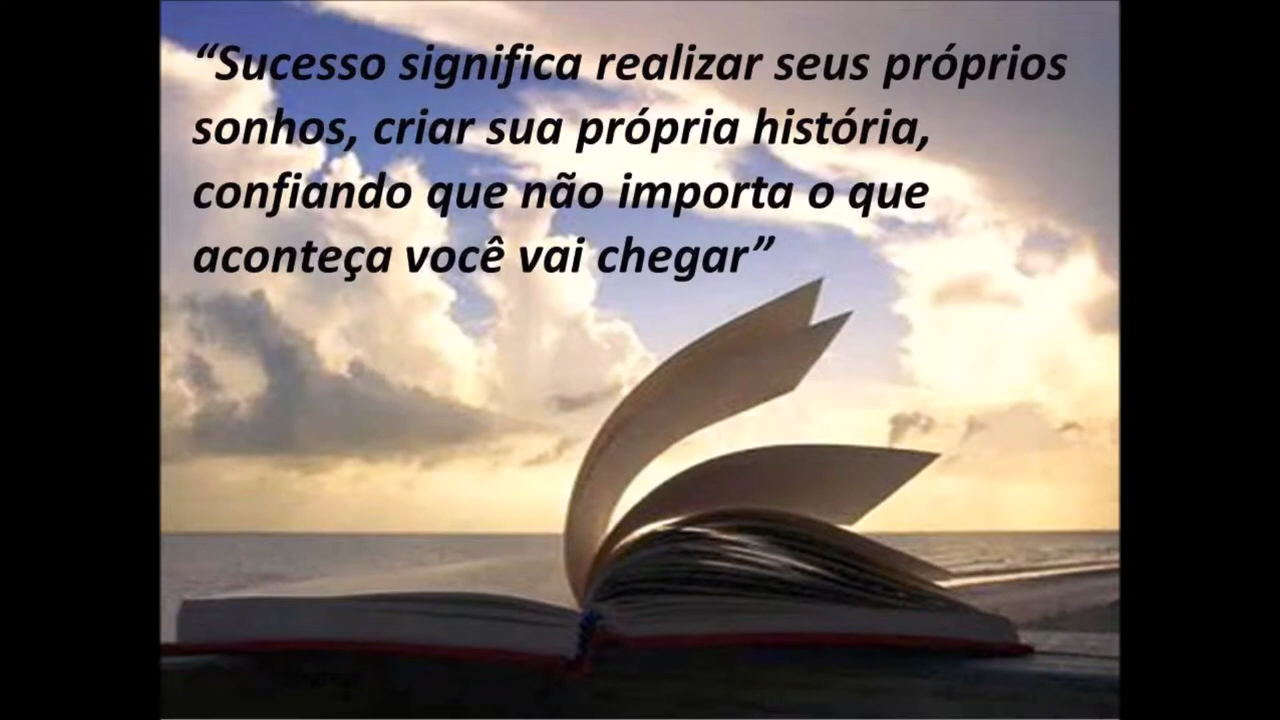 “Sucesso significa realizar seus próprios
sonhos, criar sua própria história,
confiando que não importa o que
aconteça você vai chegar”